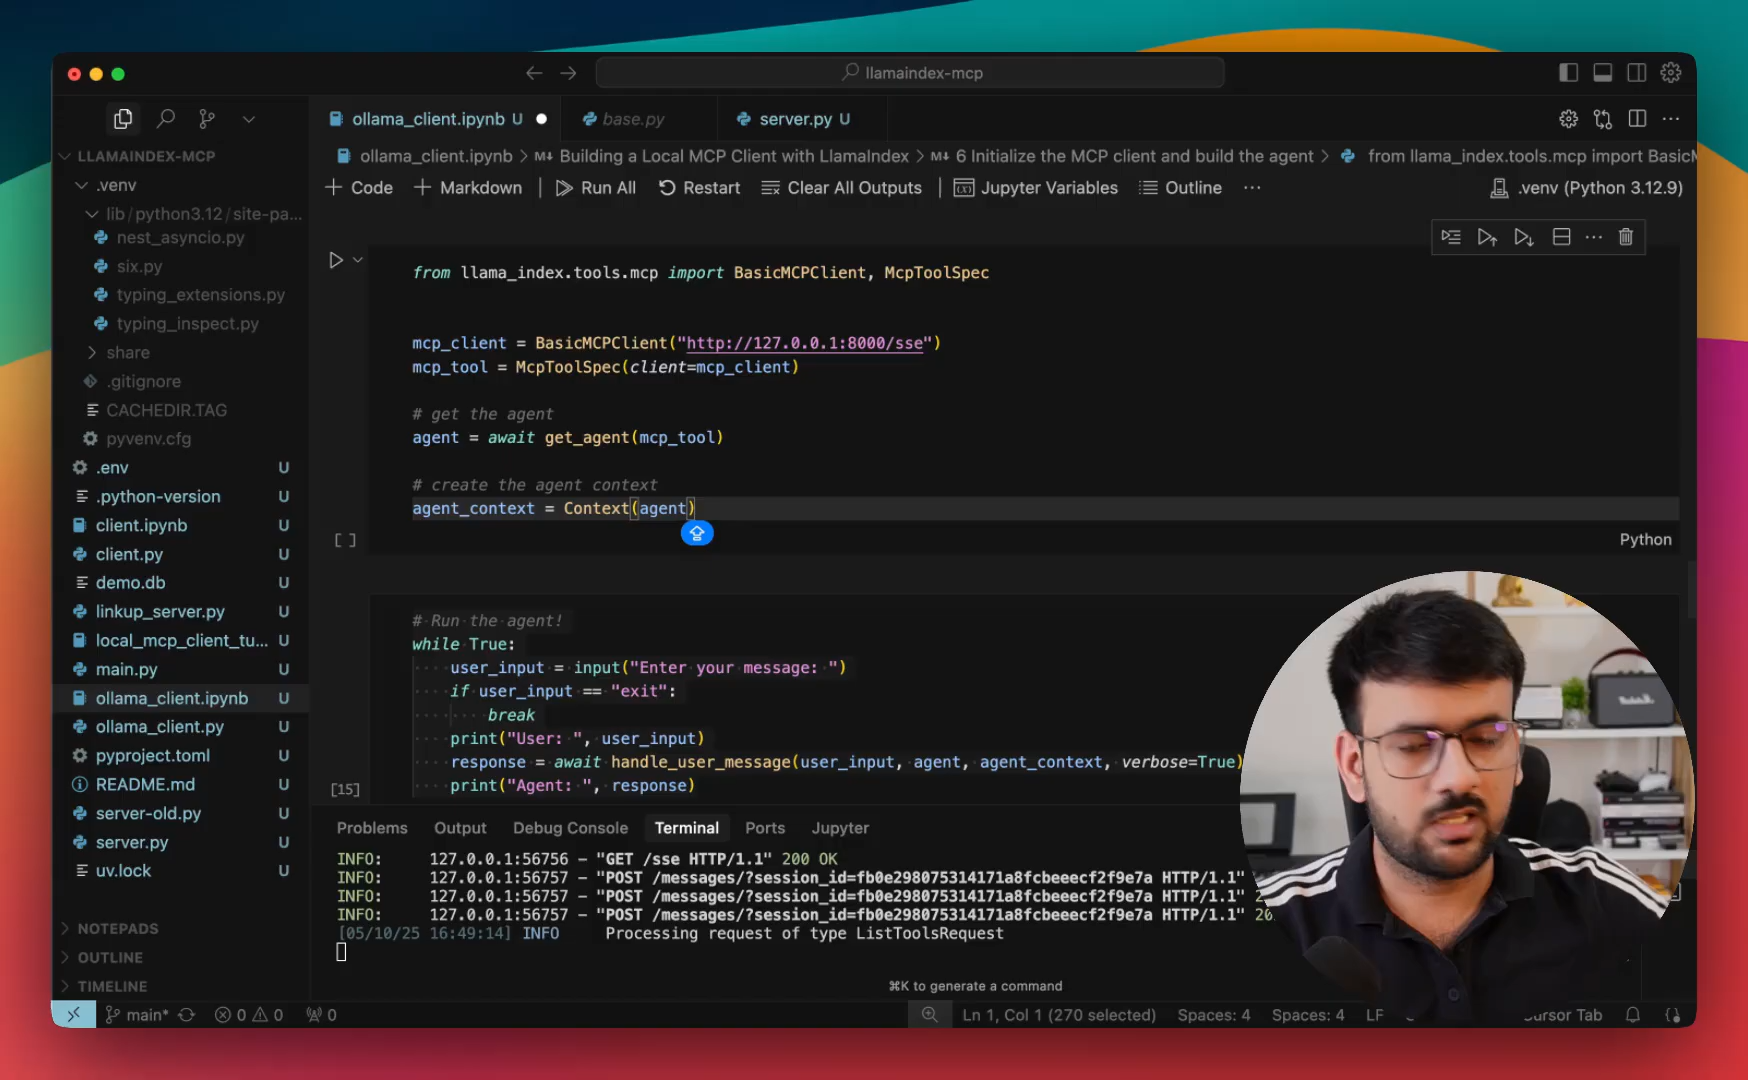 llamaindex-mcp
ollama_client.ipynb U
base.py
server.py U
LLAMAINDEX-MCP
ollama_client.ipynb > M↓ Building a Local MCP Client with LlamaIndex > M↓ 6 Initialize the MCP client and build the agent > from llama_index.tools.mcp import BasicM
+ Code + Markdown Run All Restart Clear All Outputs Jupyter Variables Outline ...
.venv (Python 3.12.9)
.venv
lib/python3.12/site-pa...
nest_asyncio.py
six.py
typing_extensions.py
typing_inspect.py
share
.gitignore
CACHEDIR.TAG
pyvenv.cfg
.env U
.python-version U
client.ipynb U
client.py U
demo.db U
linkup_server.py U
local_mcp_client_tu... U
main.py U
ollama_client.ipynb U
ollama_client.py U
pyproject.toml U
README.md U
server-old.py U
server.py U
uv.lock U
NOTEPADS
OUTLINE
TIMELINE
from llama_index.tools.mcp import BasicMCPClient, McpToolSpec
mcp_client = BasicMCPClient("http://127.0.0.1:8000/sse")
mcp_tool = McpToolSpec(client=mcp_client)
# get the agent
agent = await get_agent(mcp_tool)
# create the agent context
agent_context = Context(agent)
[ ]
Python
# Run the agent!
while True:
user_input = input("Enter your message: ")
if user_input == "exit":
break
print("User: ", user_input)
response = await handle_user_message(user_input, agent, agent_context, verbose=True)
print("Agent: ", response)
[15]
Problems Output Debug Console Terminal Ports Jupyter
INFO: 127.0.0.1:56756 – "GET /sse HTTP/1.1" 200 OK
INFO: 127.0.0.1:56757 – "POST /messages/?session_id=fb0e298075314171a8fcbeeecf2f9e7a HTTP/1.1"
INFO: 127.0.0.1:56757 – "POST /messages/?session_id=fb0e298075314171a8fcbeeecf2f9e7a HTTP/1.1" 2
INFO: 127.0.0.1:56757 – "POST /messages/?session_id=fb0e298075314171a8fcbeeecf2f9e7a HTTP/1.1" 20
[05/10/25 16:49:14] INFO Processing request of type ListToolsRequest
⌘K to generate a command
main* 0 0 0
Ln 1, Col 1 (270 selected) Spaces: 4 Spaces: 4 LF
ursor Tab